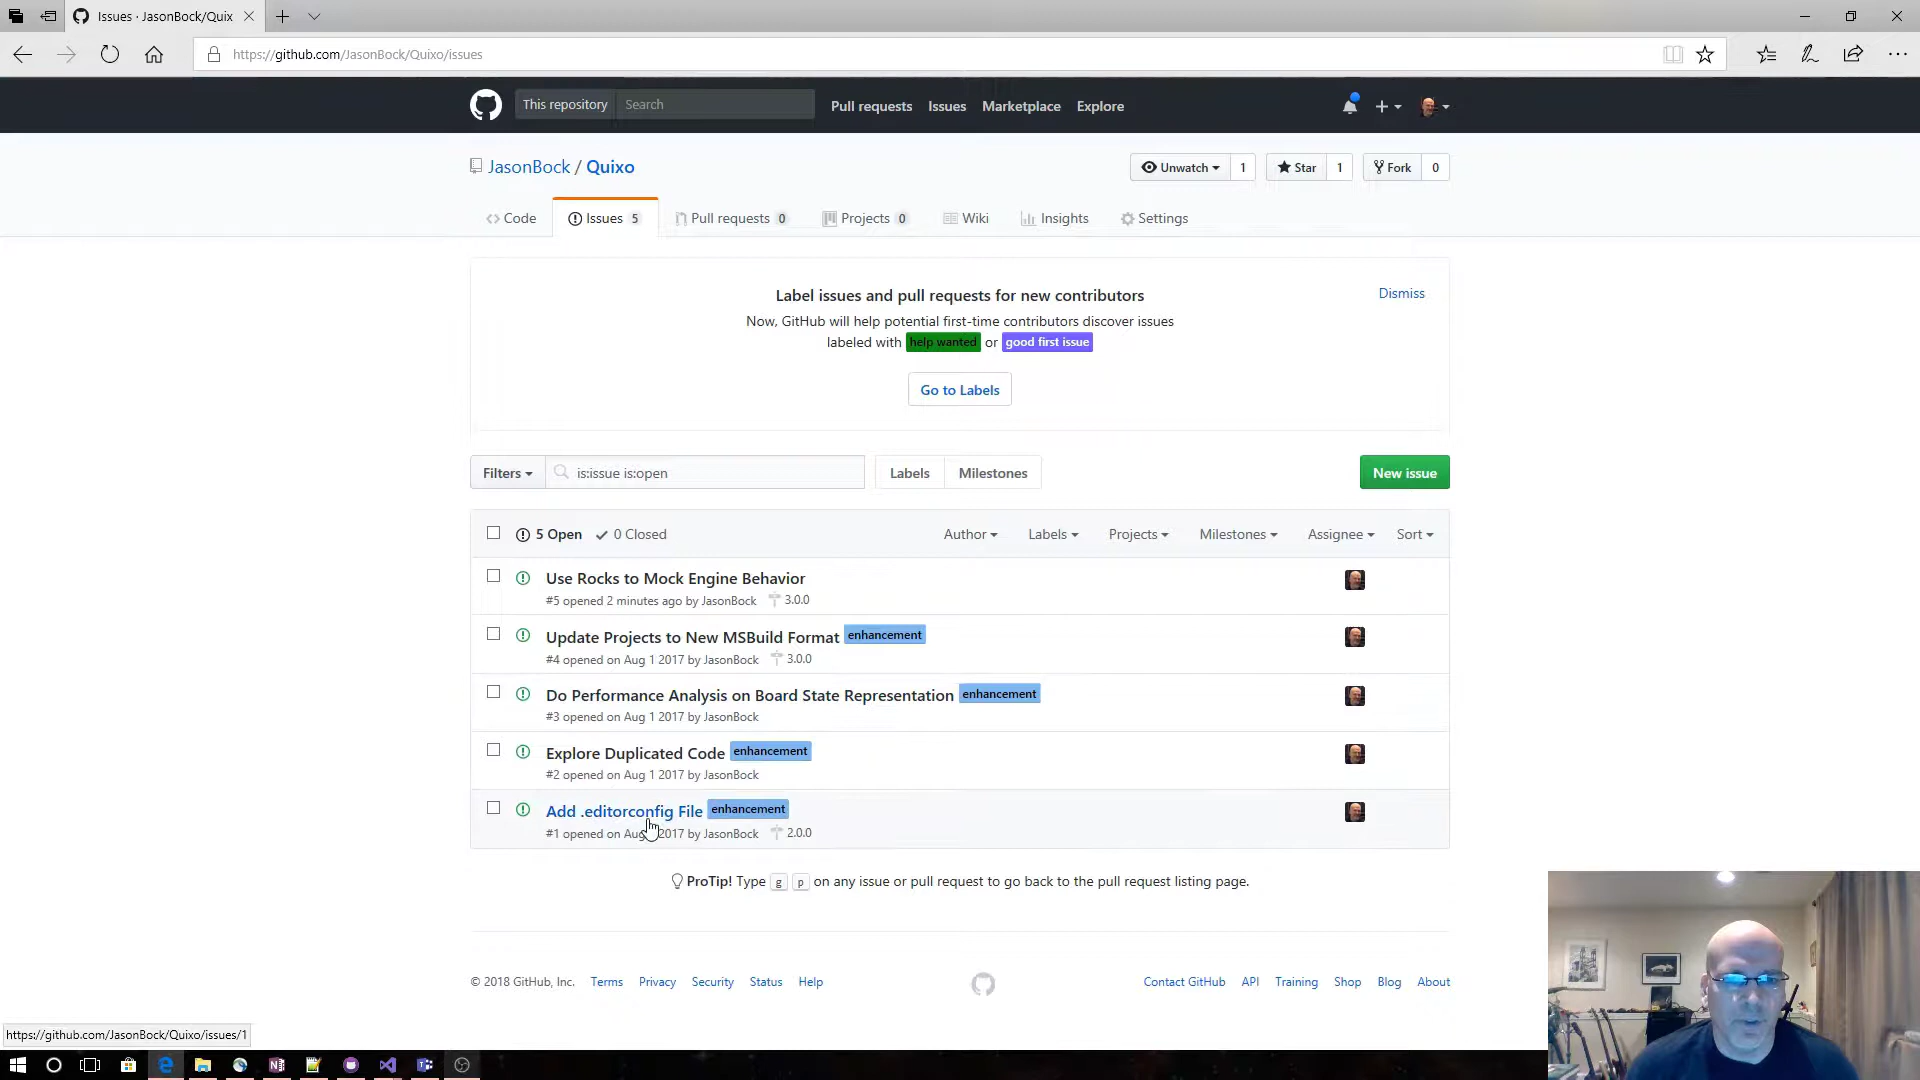 Issues · JasonBock/Quix
https://github.com/JasonBock/Quixo/issues
This repository
Search
Pull requests
Issues
Marketplace
Explore
JasonBock / Quixo
Unwatch
1
Star
1
Fork
0
Code
Issues 5
Pull requests 0
Projects 0
Wiki
Insights
Settings
Label issues and pull requests for new contributors
Dismiss
Now, GitHub will help potential first-time contributors discover issues
labeled with help wanted or good first issue
Go to Labels
Filters
is:issue is:open
Labels
Milestones
New issue
5 Open
0 Closed
Author
Labels
Projects
Milestones
Assignee
Sort
Use Rocks to Mock Engine Behavior
#5 opened 2 minutes ago by JasonBock 3.0.0
Update Projects to New MSBuild Format enhancement
#4 opened on Aug 1 2017 by JasonBock 3.0.0
Do Performance Analysis on Board State Representation enhancement
#3 opened on Aug 1 2017 by JasonBock
Explore Duplicated Code enhancement
#2 opened on Aug 1 2017 by JasonBock
Add .editorconfig File enhancement
#1 opened on Aug 2017 by JasonBock 2.0.0
ProTip! Type g p on any issue or pull request to go back to the pull request listing page.
© 2018 GitHub, Inc.
Terms
Privacy
Security
Status
Help
Contact GitHub
API
Training
Shop
Blog
About
https://github.com/JasonBock/Quixo/issues/1